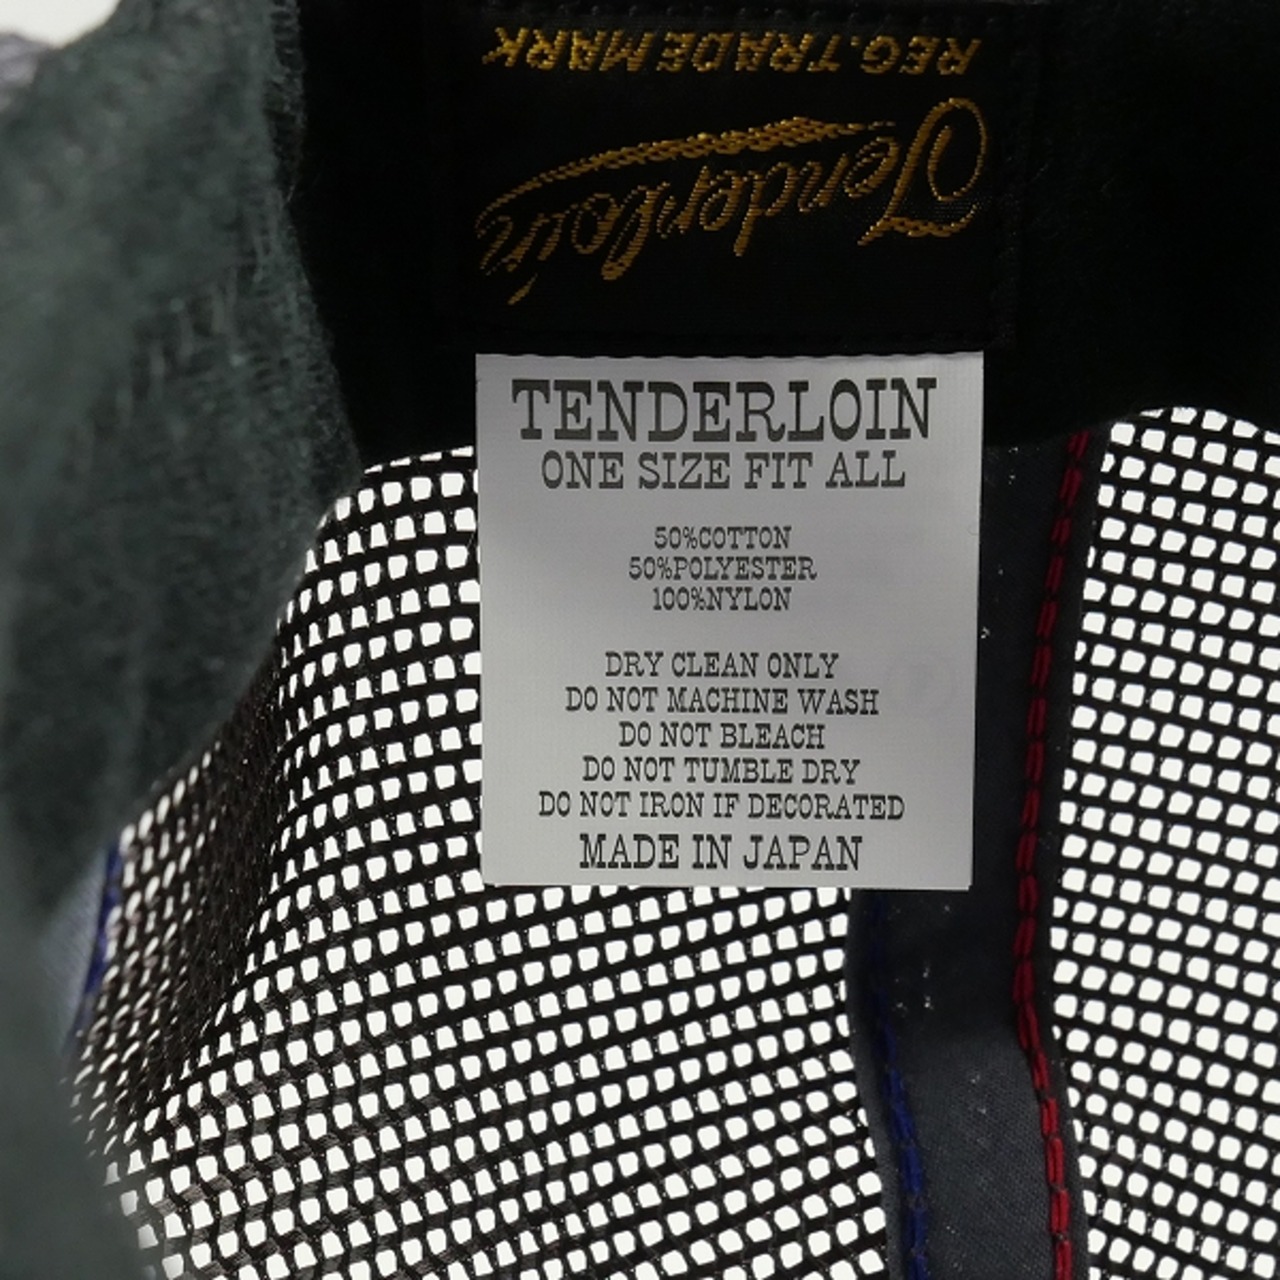 REG. TRADEMARK
Tenderloin
TENDERLOIN
ONE SIZE FIT ALL
50%COTTON
50%POLYESTER
100%NYLON
DRY CLEAN ONLY
DO NOT MACHINE WASH
DO NOT BLEACH
DO NOT TUMBLE DRY
DO NOT IRON IF DECORATED
MADE IN JAPAN